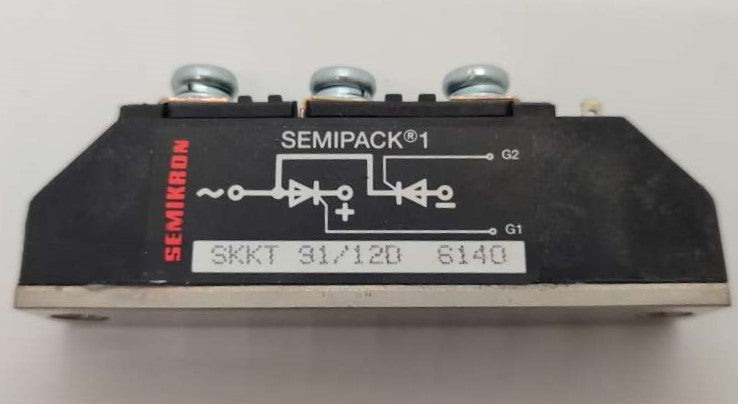 SEMIPACK®1
SEMIKRON
G2
~
+
-
G1
SKKT 91/12D 6140